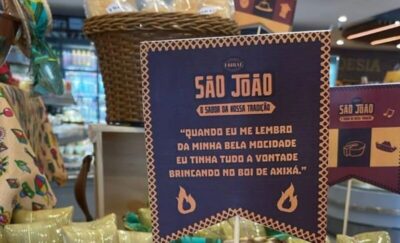 SÃO JOÃO
O SABOR DA NOSSA TRADIÇÃO
"QUANDO EU ME LEMBRO
DA MINHA BELA MOCIDADE
EU TINHA TUDO A VONTADE
BRINCANDO NO BOI DE AXIXÁ."
SÃO JOÃO